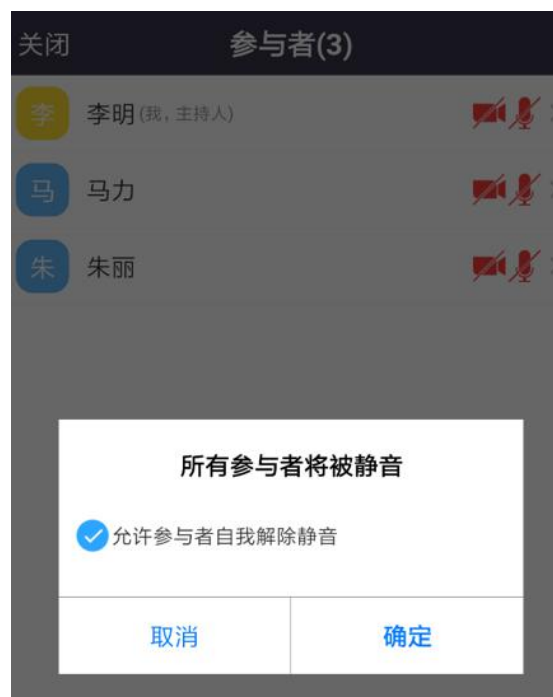 关闭 参与者(3)
李 李明(我，主持人)
马 马力
朱 朱丽
所有参与者将被静音
允许参与者自我解除静音
取消 确定